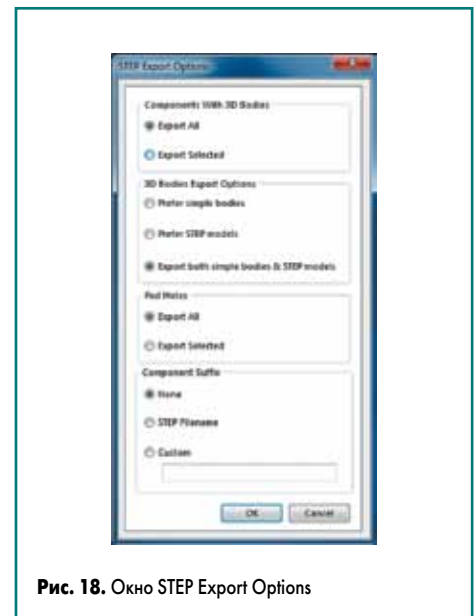 STEP Export Options
Components With 3D Bodies
Export All
Export Selected
3D Bodies Export Options
Prefer simple bodies
Prefer STEP models
Export both simple bodies & STEP models
Pad Holes
Export All
Export Selected
Component Suffix
None
STEP Filename
Custom
OK Cancel
Рис. 18. Окно STEP Export Options